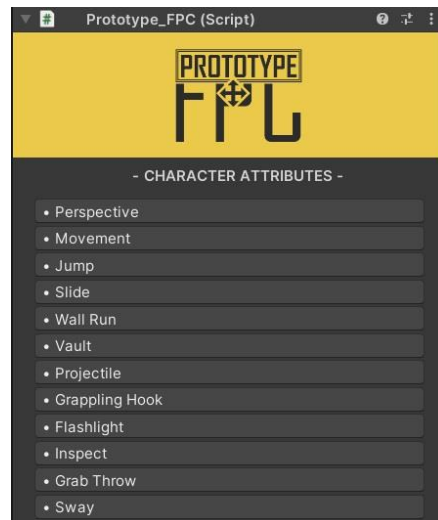 # Prototype_FPC (Script)
PROTOTYPE
FPC
- CHARACTER ATTRIBUTES -
• Perspective
• Movement
• Jump
• Slide
• Wall Run
• Vault
• Projectile
• Grappling Hook
• Flashlight
• Inspect
• Grab Throw
• Sway